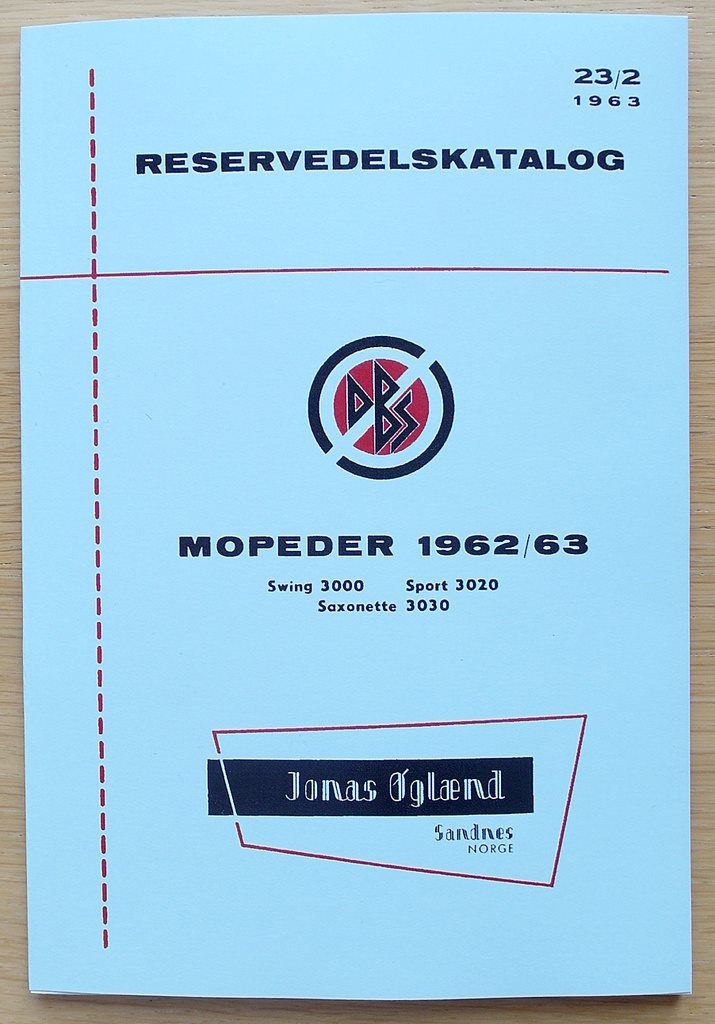 23/2
1963
RESERVEDELSKATALOG
DBS
MOPEDER 1962/63
Swing 3000 Sport 3020
Saxonette 3030
Jonas Øglænd
Sandnes
NORGE